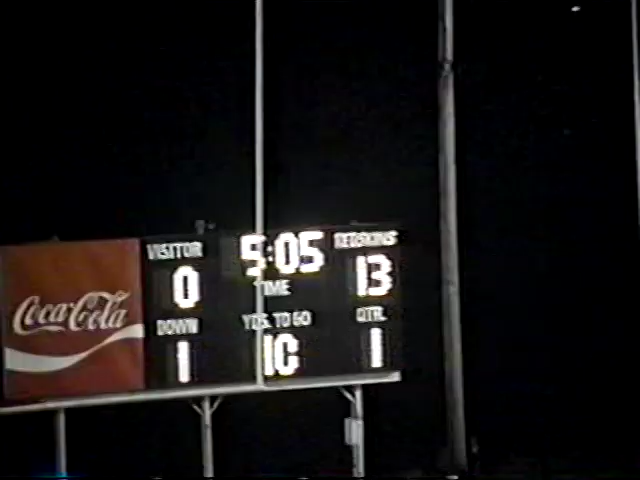 VISITOR 5:05 REDSKINS
0 TIME 13
Coca-Cola
DOWN YDS. TO GO QTR.
1 10 1